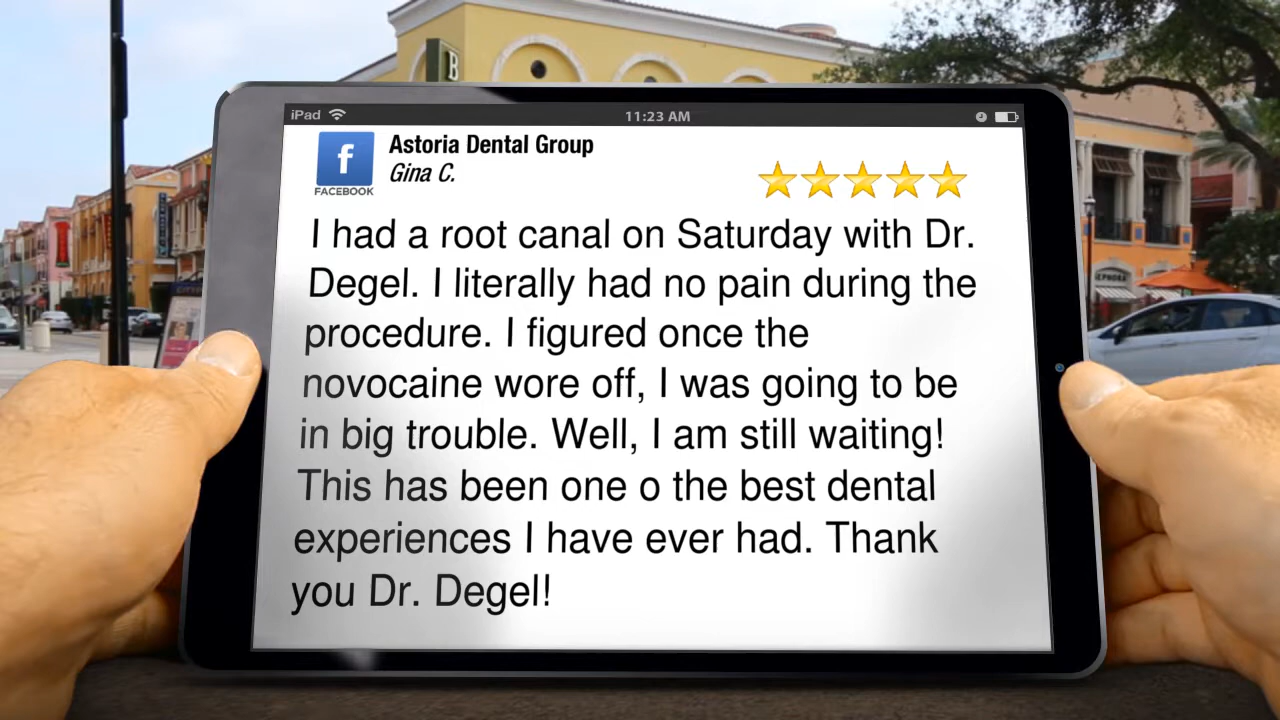 iPad 11:23 AM
Astoria Dental Group
Gina C.
FACEBOOK
I had a root canal on Saturday with Dr.
Degel. I literally had no pain during the
procedure. I figured once the
novocaine wore off, I was going to be
in big trouble. Well, I am still waiting!
This has been one o the best dental
experiences I have ever had. Thank
you Dr. Degel!
SEPHORA